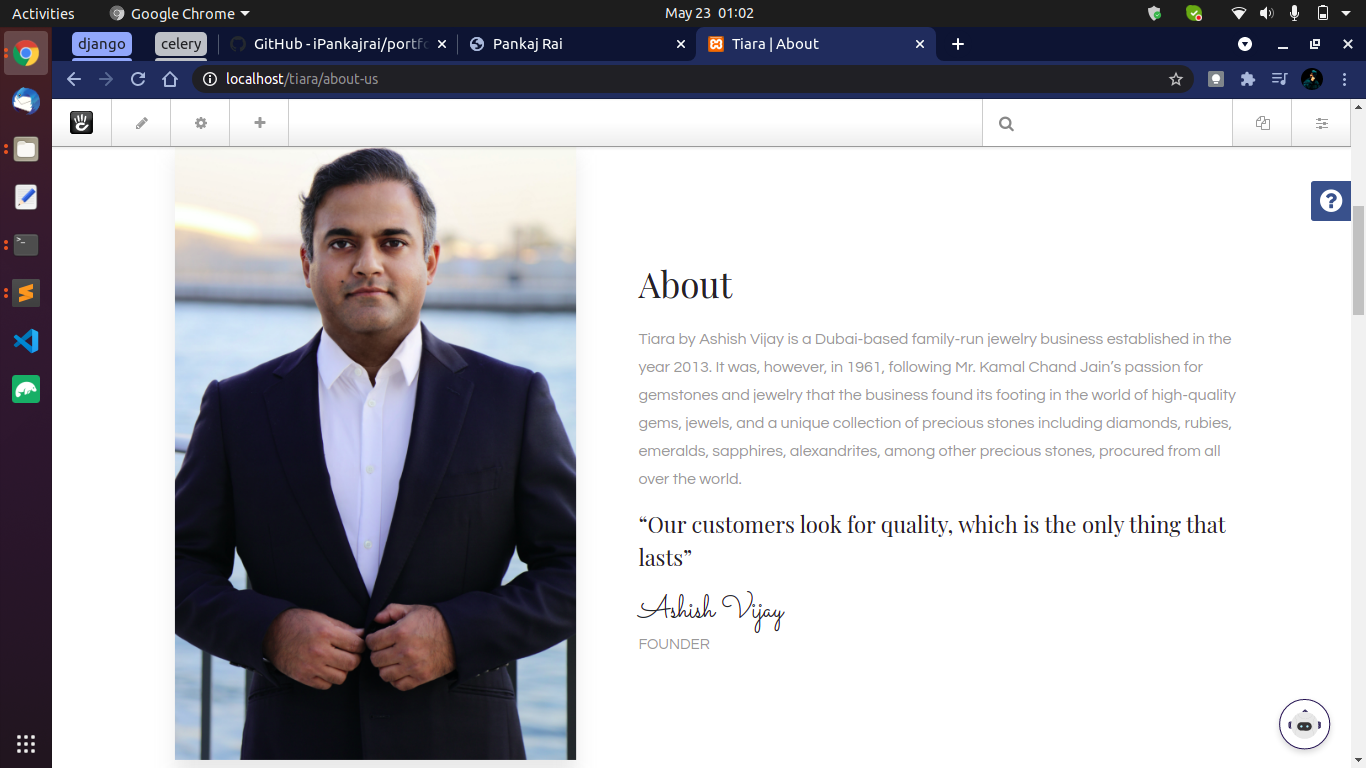 Activities
Google Chrome
May 23 01:02
django
celery
GitHub - iPankajrai/portfo
Pankaj Rai
Tiara | About
localhost/tiara/about-us
About
Tiara by Ashish Vijay is a Dubai-based family-run jewelry business established in the
year 2013. It was, however, in 1961, following Mr. Kamal Chand Jain’s passion for
gemstones and jewelry that the business found its footing in the world of high-quality
gems, jewels, and a unique collection of precious stones including diamonds, rubies,
emeralds, sapphires, alexandrites, among other precious stones, procured from all
over the world.
“Our customers look for quality, which is the only thing that
lasts”
Ashish Vijay
FOUNDER